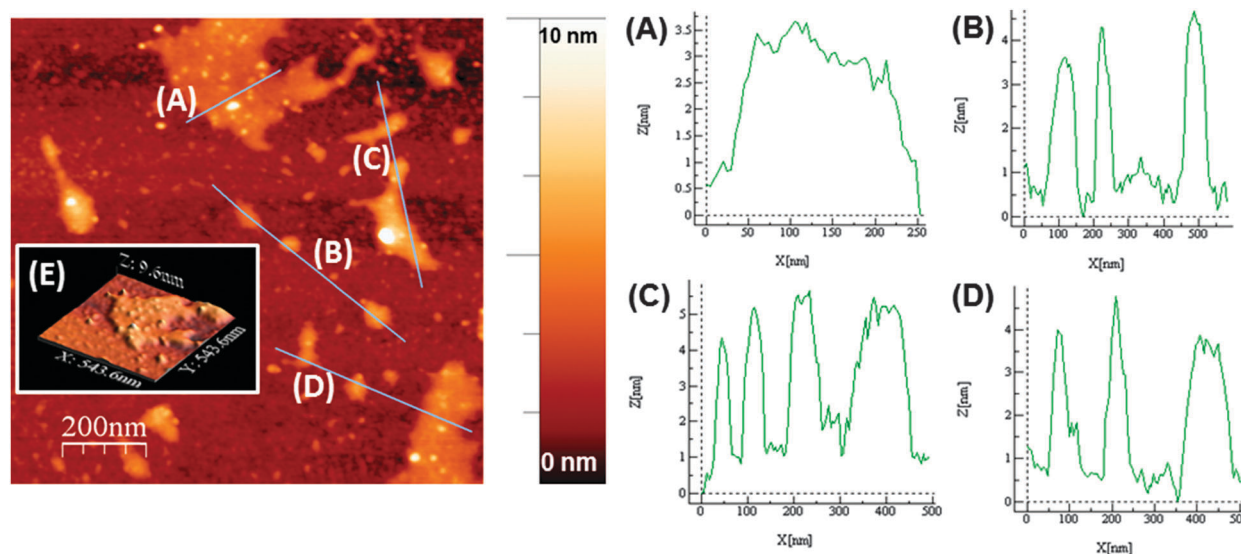 10 nm
0 nm
(A)
(C)
(B)
(D)
(E)
Z: 9.6nm
X: 543.6nm
Y: 543.6nm
200nm
(A)
Z[nm]
3.5
3
2.5
2
1.5
1
0.5
0
0 50 100 150 200 250
X[nm]
(B)
Z[nm]
4
3
2
1
0
0 100 200 300 400 500
X[nm]
(C)
Z[nm]
5
4
3
2
1
0
0 100 200 300 400 500
X[nm]
(D)
Z[nm]
4
3
2
1
0
0 100 200 300 400 500
X[nm]